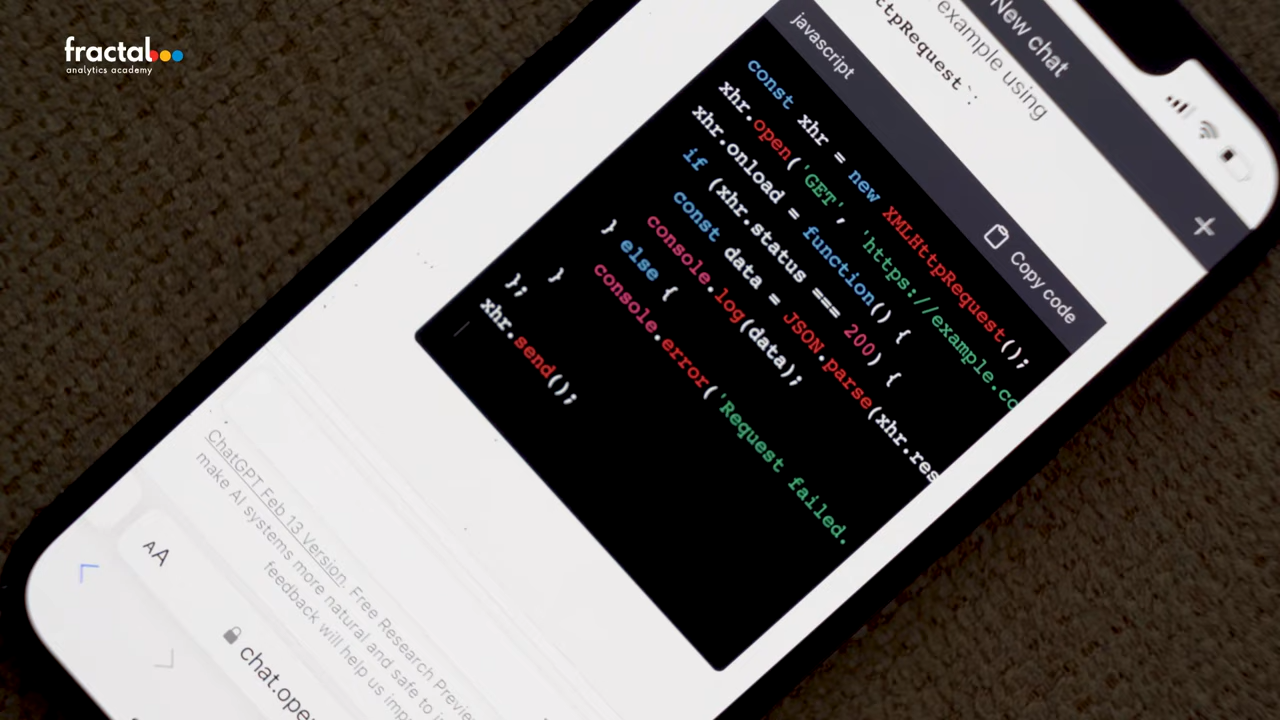 fractal
analytics academy
New chat
example using
ttpRequest`:
javascript
Copy code
const xhr = new XMLHttpRequest();
xhr.open('GET', 'https://example.co
xhr.onload = function() {
if (xhr.status === 200) {
const data = JSON.parse(xhr.res
console.log(data);
} else {
console.error('Request failed.
}
};
xhr.send();
ChatGPT Feb 13 Version. Free Research Preview
make AI systems more natural and safe to
feedback will help us
AA
chat.ope